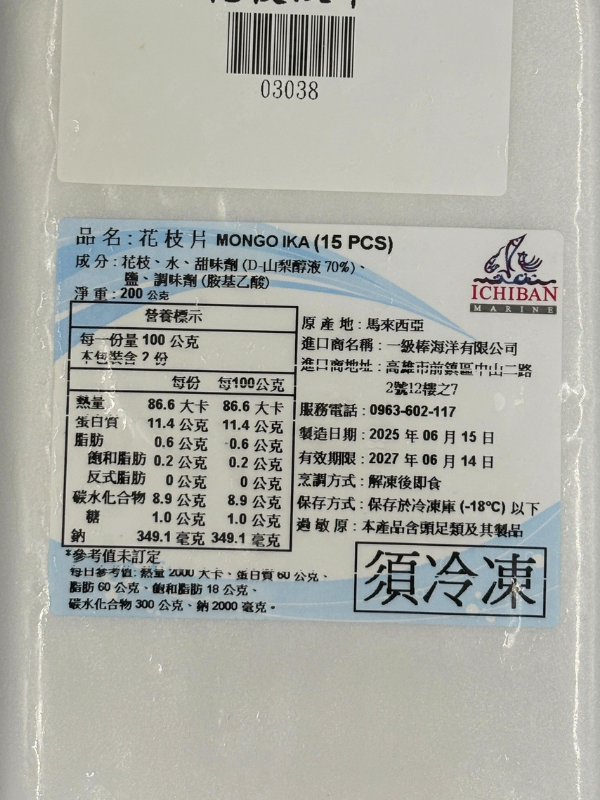 03038
品名:花枝片 MONGO IKA (15 PCS)
成分:花枝、水、甜味劑(D-山梨醇液 70%)、
鹽、調味劑(胺基乙酸)
淨重:200 公克
營養標示
每一份量 100 公克
本包裝含 2 份
每份 每100公克
熱量 86.6 大卡 86.6 大卡
蛋白質 11.4 公克 11.4 公克
脂肪 0.6 公克 0.6 公克
飽和脂肪 0.2 公克 0.2 公克
反式脂肪 0 公克 0 公克
碳水化合物 8.9 公克 8.9 公克
糖 1.0 公克 1.0 公克
鈉 349.1 毫克 349.1 毫克
*參考值未訂定
每日參考值: 熱量 2000 大卡、蛋白質 60 公克、
脂肪 60 公克、飽和脂肪 18 公克、
碳水化合物 300 公克、鈉 2000 毫克。
ICHIBAN
MARINE
原產地:馬來西亞
進口商名稱:一級棒海洋有限公司
進口商地址:高雄市前鎮區中山二路
2號12樓之7
服務電話:0963-602-117
製造日期:2025 年 06 月 15 日
有效期限:2027 年 06 月 14 日
烹調方式:解凍後即食
保存方式:保存於冷凍庫 (-18℃) 以下
過敏原:本產品含頭足類及其製品
須冷凍